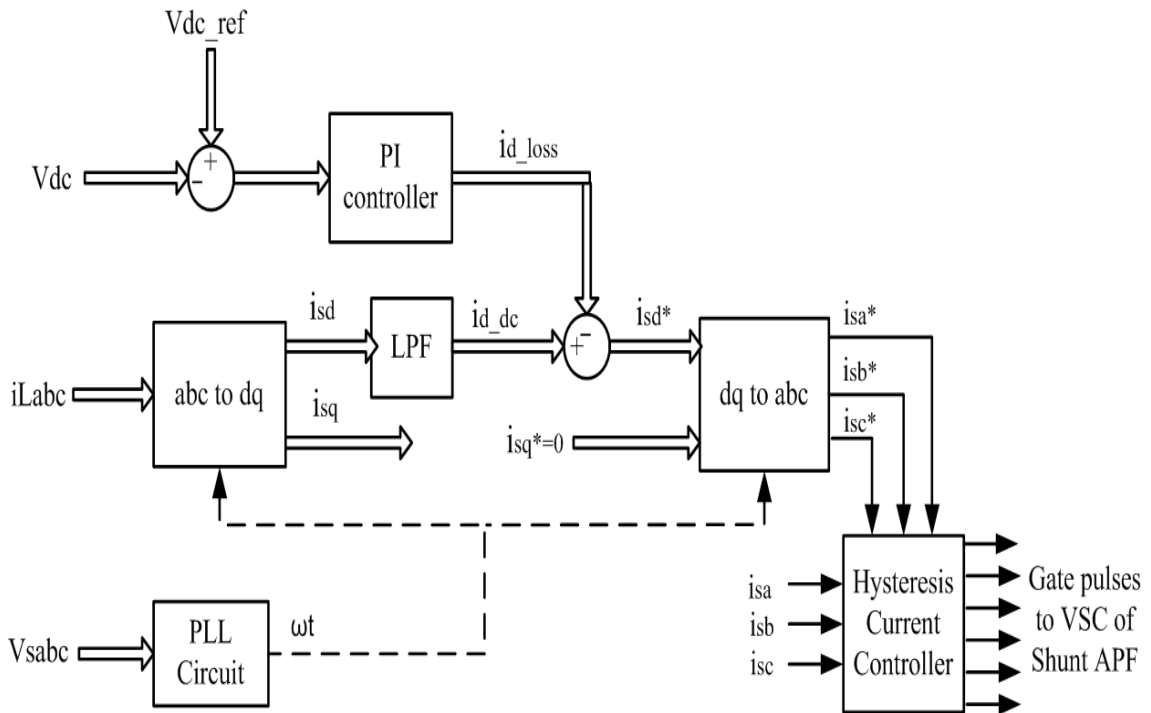 Vdc_ref
+
Vdc
-
PI
controller
id_loss
isd
LPF
id_dc
-
+
isd*
isa*
iLabc
abc to dq
isq
isq*=0
dq to abc
isb*
isc*
Vsabc
PLL
Circuit
ωt
isa
isb
isc
Hysteresis
Current
Controller
Gate pulses
to VSC of
Shunt APF